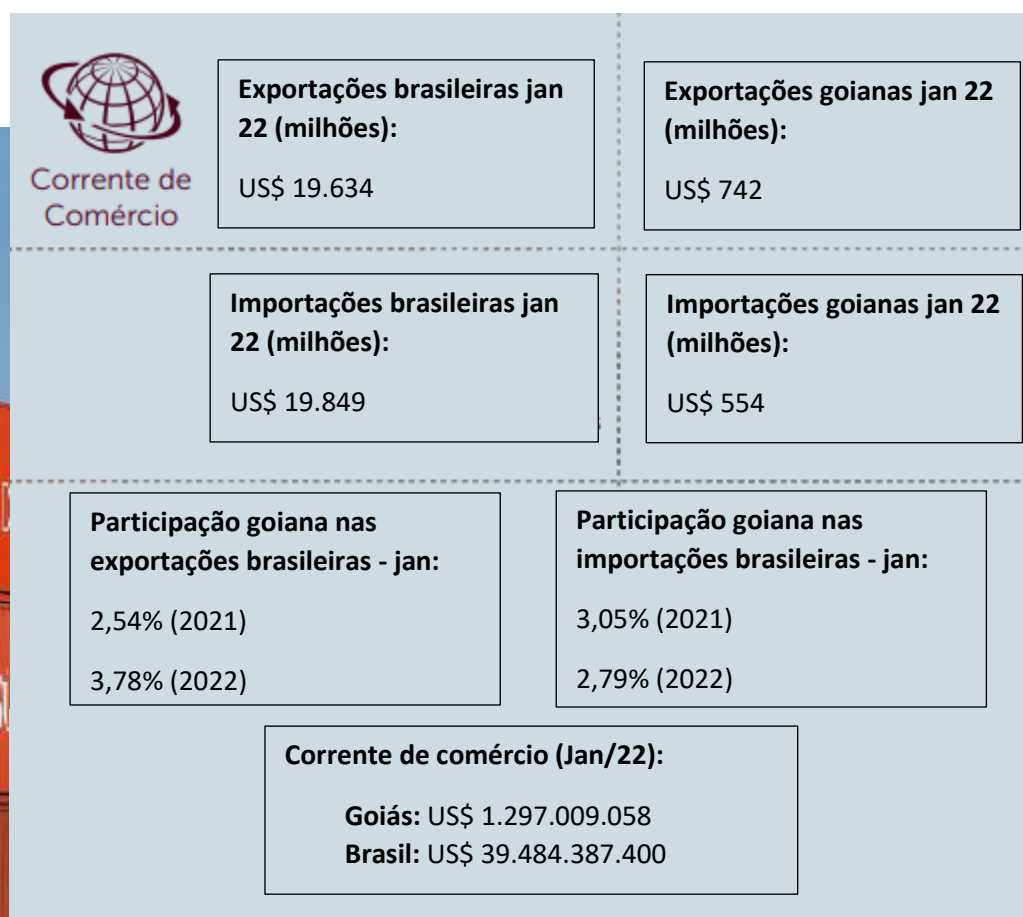 Corrente de
Comércio
Exportações brasileiras jan
22 (milhões):
US$ 19.634
Exportações goianas jan 22
(milhões):
US$ 742
Importações brasileiras jan
22 (milhões):
US$ 19.849
Importações goianas jan 22
(milhões):
US$ 554
Participação goiana nas
exportações brasileiras - jan:
2,54% (2021)
3,78% (2022)
Participação goiana nas
importações brasileiras - jan:
3,05% (2021)
2,79% (2022)
Corrente de comércio (Jan/22):
Goiás: US$ 1.297.009.058
Brasil: US$ 39.484.387.400